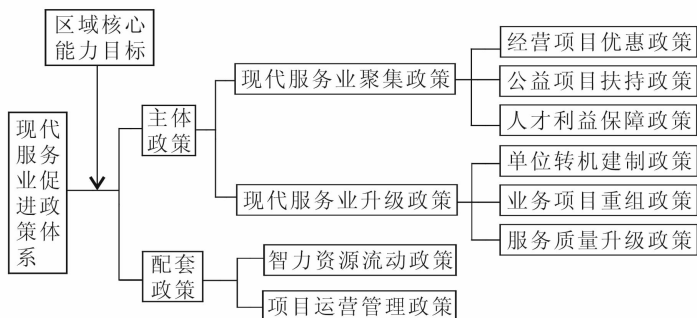 区域核心
能力目标
现代
服务
业促
进政
策体
系
主体
政策
配套
政策
现代服务业聚集政策
现代服务业升级政策
智力资源流动政策
项目运营管理政策
经营项目优惠政策
公益项目扶持政策
人才利益保障政策
单位转机建制政策
业务项目重组政策
服务质量升级政策